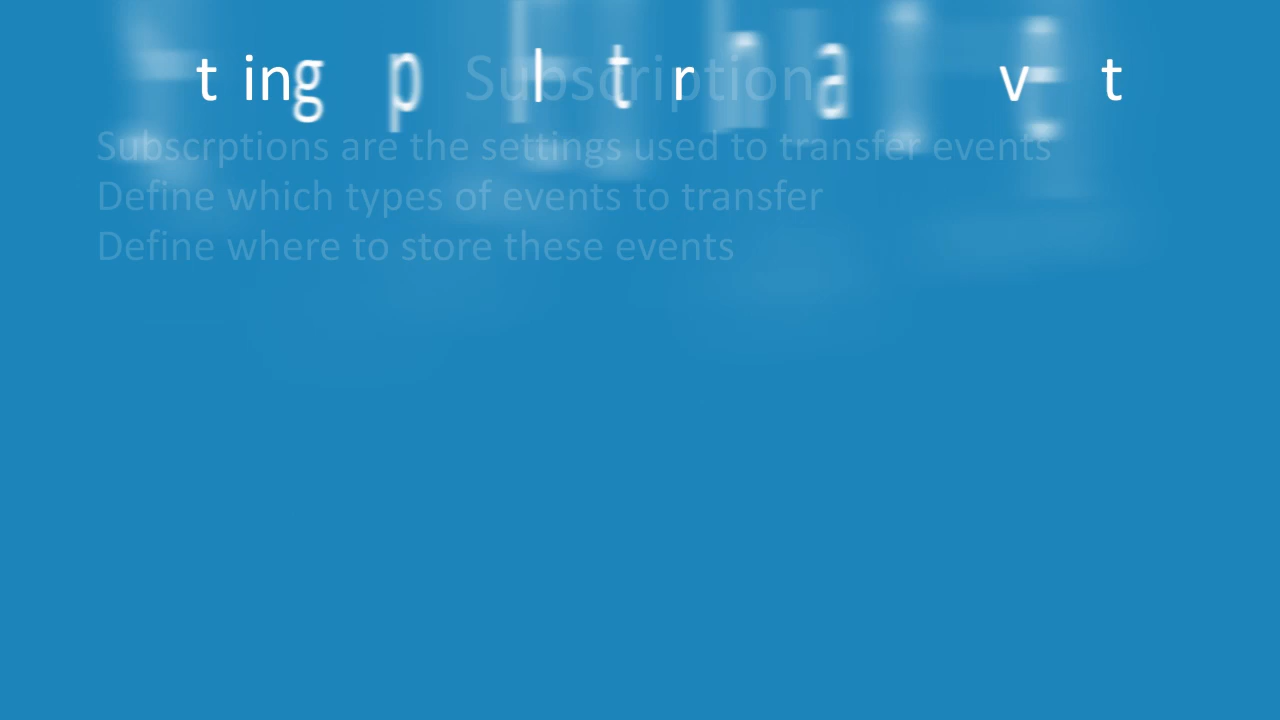 Subscription
Subscrptions are the settings used to transfer events
Define which types of events to transfer
Define where to store these events